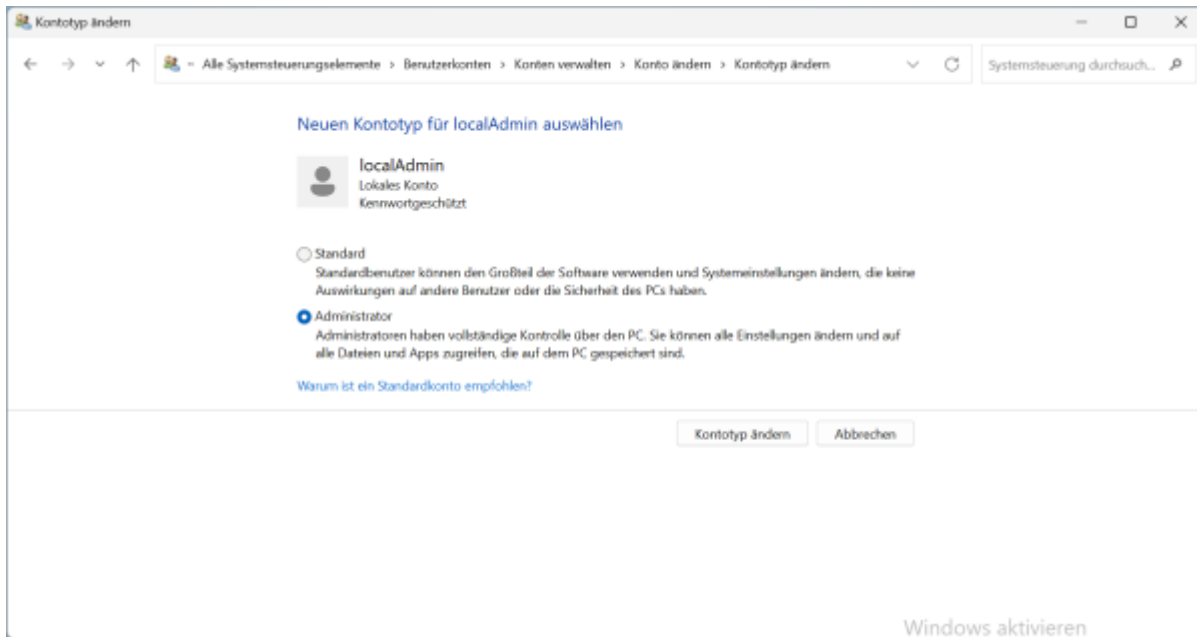 Kontotyp ändern
Alle Systemsteuerungselemente > Benutzerkonten > Konten verwalten > Konto ändern > Kontotyp ändern
Systemsteuerung durchsuch...
Neuen Kontotyp für localAdmin auswählen
localAdmin
Lokales Konto
Kennwortgeschützt
Standard
Standardbenutzer können den Großteil der Software verwenden und Systemeinstellungen ändern, die keine
Auswirkungen auf andere Benutzer oder die Sicherheit des PCs haben.
Administrator
Administratoren haben vollständige Kontrolle über den PC. Sie können alle Einstellungen ändern und auf
alle Dateien und Apps zugreifen, die auf dem PC gespeichert sind.
Warum ist ein Standardkonto empfohlen?
Kontotyp ändern
Abbrechen
Windows aktivieren